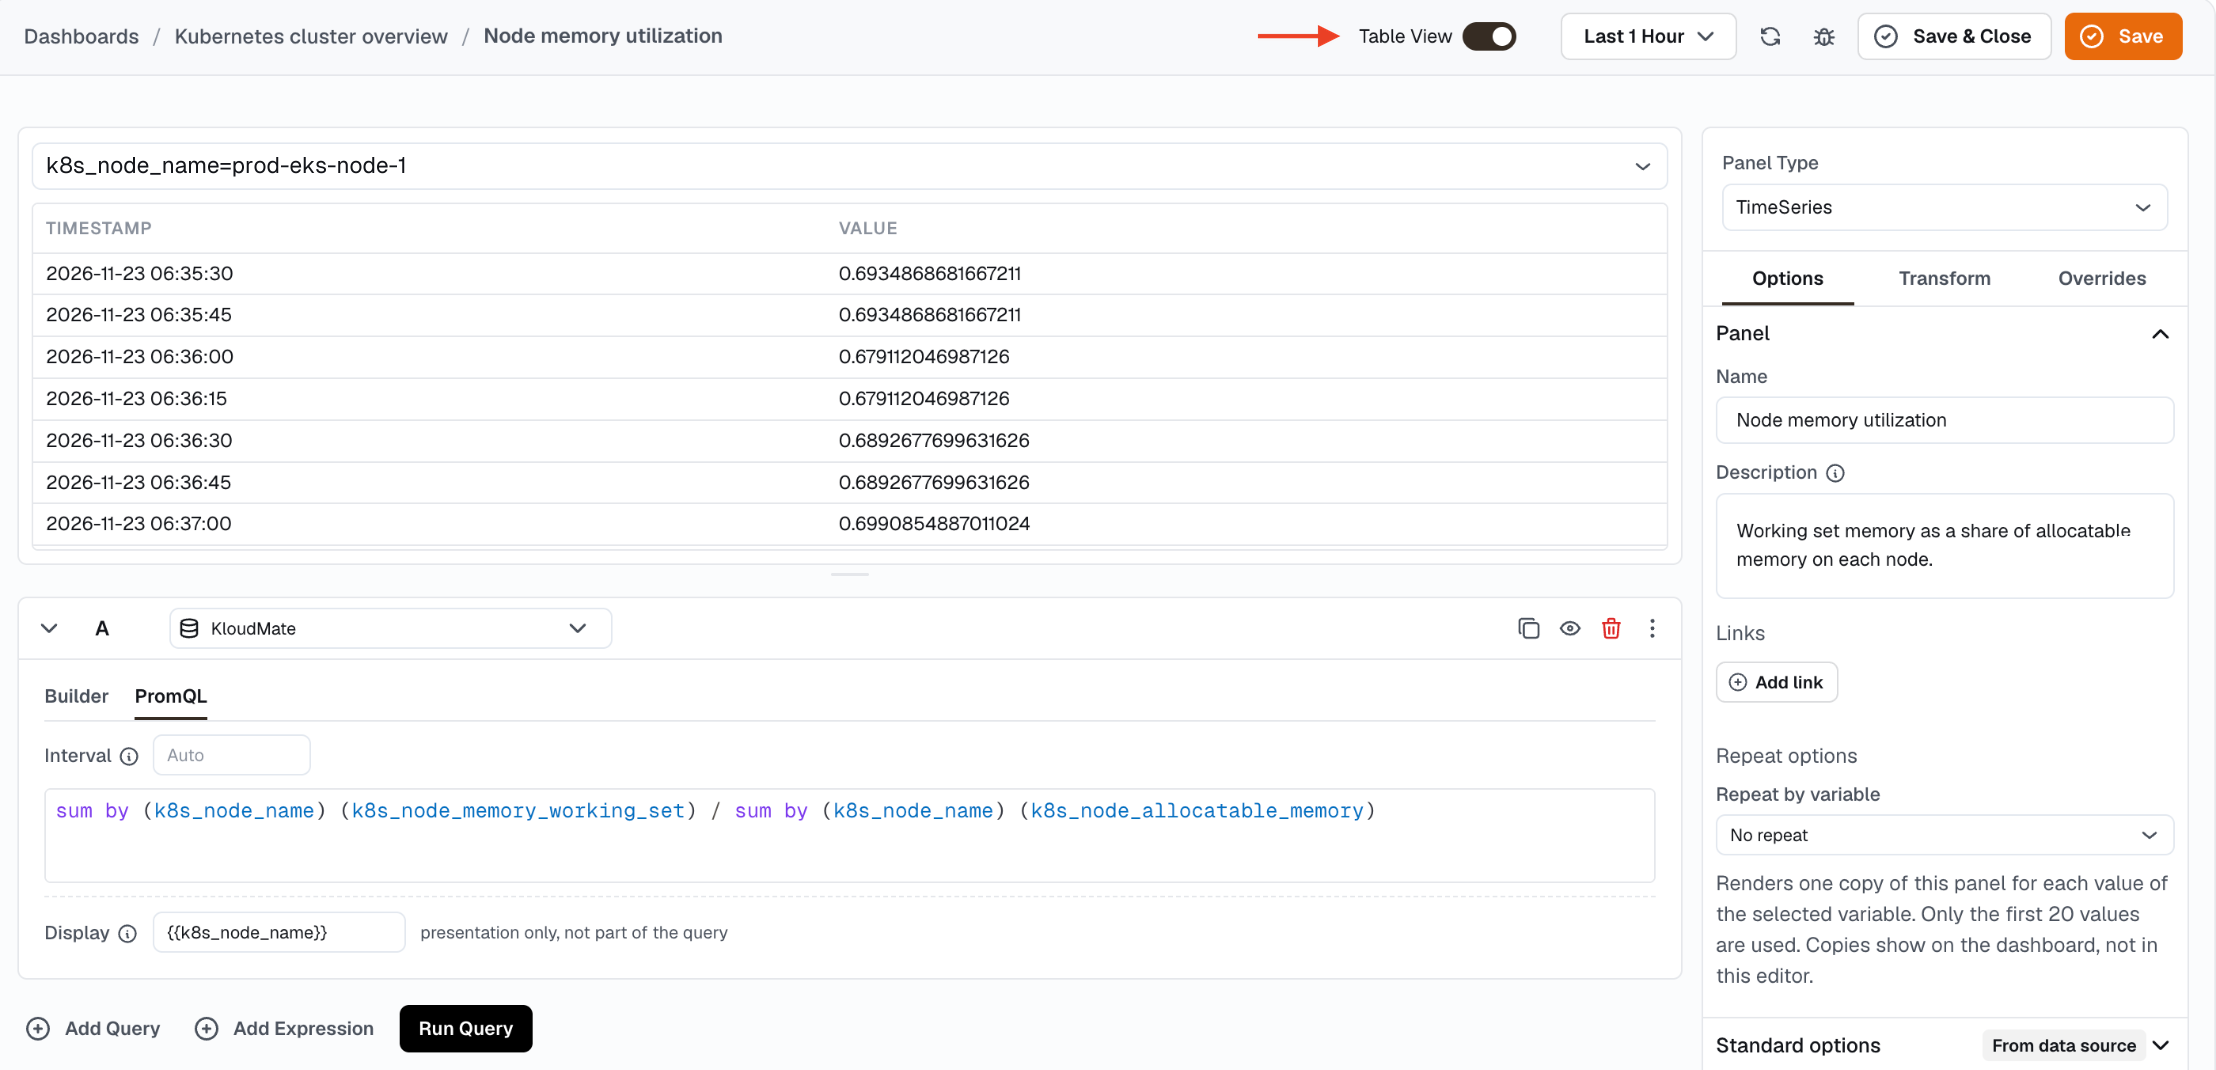 Dashboards / Kubernetes cluster overview / Node memory utilization
Table View
Last 1 Hour
Save & Close
Save
k8s_node_name=prod-eks-node-1
TIMESTAMP VALUE
2026-11-23 06:35:30 0.6934868681667211
2026-11-23 06:35:45 0.6934868681667211
2026-11-23 06:36:00 0.679112046987126
2026-11-23 06:36:15 0.679112046987126
2026-11-23 06:36:30 0.6892677699631626
2026-11-23 06:36:45 0.6892677699631626
2026-11-23 06:37:00 0.6990854887011024
A
KloudMate
Builder PromQL
Interval Auto
sum by (k8s_node_name) (k8s_node_memory_working_set) / sum by (k8s_node_name) (k8s_node_allocatable_memory)
Display {{k8s_node_name}} presentation only, not part of the query
Add Query Add Expression Run Query
Panel Type
TimeSeries
Options Transform Overrides
Panel
Name
Node memory utilization
Description
Working set memory as a share of allocatable
memory on each node.
Links
Add link
Repeat options
Repeat by variable
No repeat
Renders one copy of this panel for each value of
the selected variable. Only the first 20 values
are used. Copies show on the dashboard, not in
this editor.
Standard options From data source